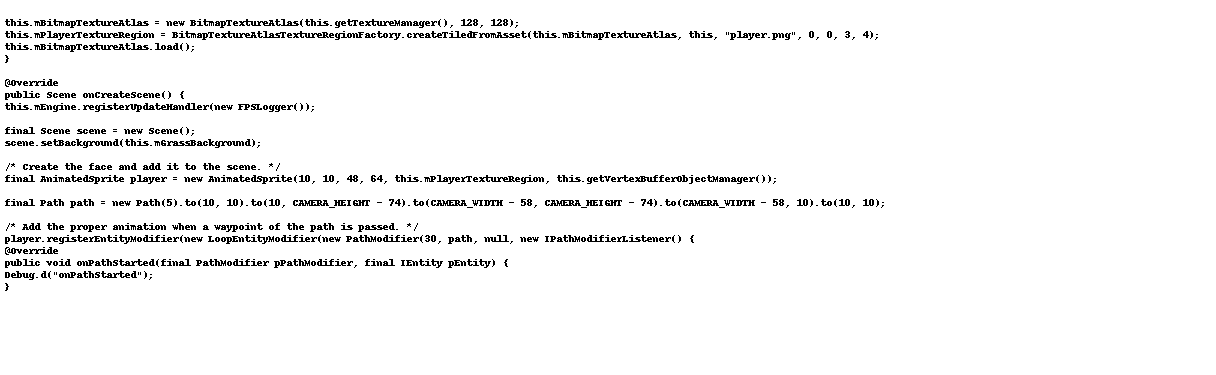 this.mBitmapTextureAtlas = new BitmapTextureAtlas(this.getTextureManager(), 128, 128);
this.mPlayerTextureRegion = BitmapTextureAtlasTextureRegionFactory.createTiledFromAsset(this.mBitmapTextureAtlas, this, "player.png", 0, 0, 3, 4);
this.mBitmapTextureAtlas.load();
}
@Override
public Scene onCreateScene() {
this.mEngine.registerUpdateHandler(new FPSLogger());
final Scene scene = new Scene();
scene.setBackground(this.mGrassBackground);
/* Create the face and add it to the scene. */
final AnimatedSprite player = new AnimatedSprite(10, 10, 48, 64, this.mPlayerTextureRegion, this.getVertexBufferObjectManager());
final Path path = new Path(5).to(10, 10).to(10, CAMERA_HEIGHT - 74).to(CAMERA_WIDTH - 58, CAMERA_HEIGHT - 74).to(CAMERA_WIDTH - 58, 10).to(10, 10);
/* Add the proper animation when a waypoint of the path is passed. */
player.registerEntityModifier(new LoopEntityModifier(new PathModifier(30, path, null, new IPathModifierListener() {
@Override
public void onPathStarted(final PathModifier pPathModifier, final IEntity pEntity) {
Debug.d("onPathStarted");
}